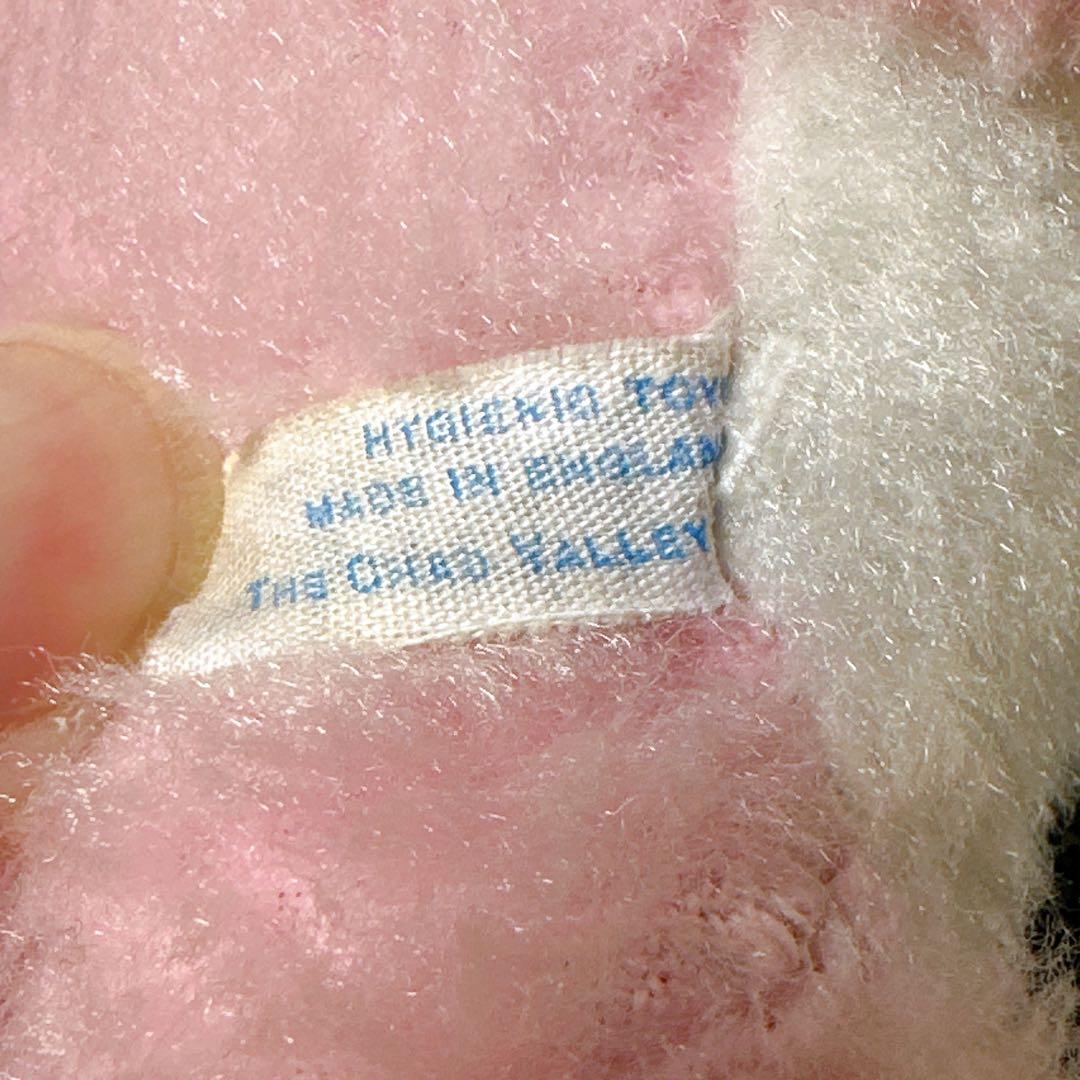 HYGIENIC TOY
MADE IN ENGLAN
THE CHAD VALLEY